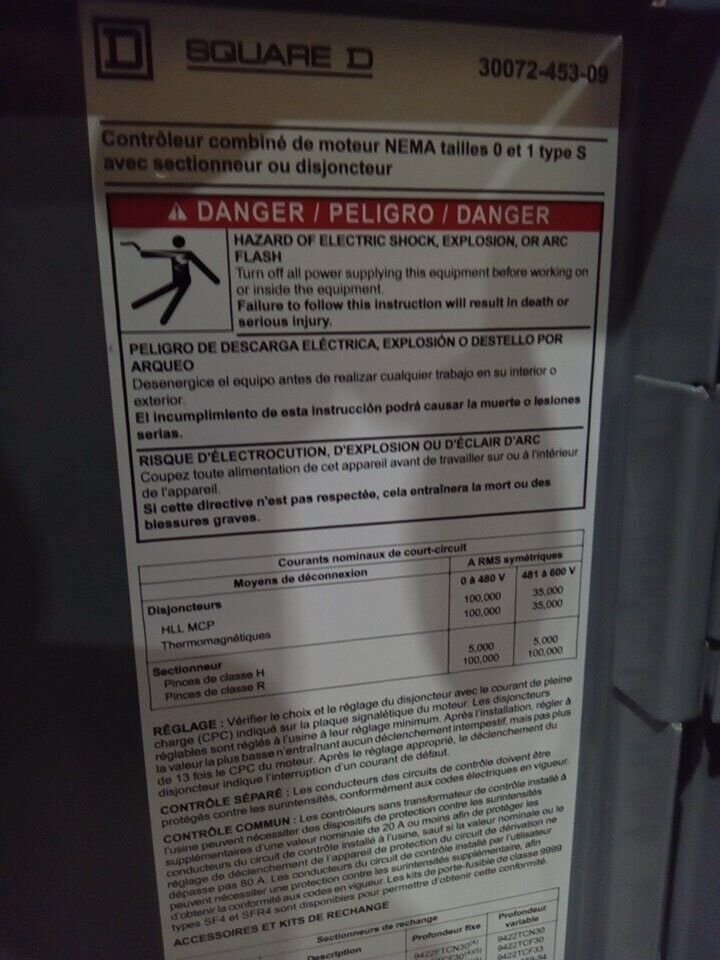 SQUARE D
30072-453-09
Contrôleur combiné de moteur NEMA tailles 0 et 1 type S
avec sectionneur ou disjoncteur
DANGER / PELIGRO / DANGER
HAZARD OF ELECTRIC SHOCK, EXPLOSION, OR ARC
FLASH
Turn off all power supplying this equipment before working on
or inside the equipment.
Failure to follow this instruction will result in death or
serious injury.
PELIGRO DE DESCARGA ELÉCTRICA, EXPLOSIÓN O DESTELLO POR
ARQUEO
Desenergice el equipo antes de realizar cualquier trabajo en su interior o
exterior.
El incumplimiento de esta instrucción podrá causar la muerte o lesiones
serias.
RISQUE D'ÉLECTROCUTION, D'EXPLOSION OU D'ÉCLAIR D'ARC
Coupez toute alimentation de cet appareil avant de travailler sur ou à l'intérieur
de l'appareil.
Si cette directive n'est pas respectée, cela entraînera la mort ou des
blessures graves.
Courants nominaux de court-circuit
Moyens de déconnexion
A RMS symétriques
0 à 480 V 481 à 600 V
Disjoncteurs
HLL MCP 100,000 35,000
Thermomagnétiques 100,000 35,000
Sectionneur
Pinces de classe H 5,000 5,000
Pinces de classe R 100,000 100,000
RÉGLAGE : Vérifier le choix et le réglage du disjoncteur avec le courant de pleine
charge (CPC) indiqué sur la plaque signalétique du moteur. Les disjoncteurs
réglables sont réglés à l'usine à leur réglage minimum. Après l'installation, régler à
la valeur la plus basse n'entraînant aucun déclenchement intempestif, mais pas plus
de 13 fois le CPC du moteur. Après le réglage approprié, le déclenchement du
disjoncteur indique l'interruption d'un courant de défaut.
CONTRÔLE SÉPARÉ : Les conducteurs des circuits de contrôle doivent être
protégés contre les surintensités, conformément aux codes électriques en vigueur.
CONTRÔLE COMMUN : Les contrôleurs sans transformateur de contrôle installé à
l'usine peuvent nécessiter des dispositifs de protection contre les surintensités
supplémentaires d'une valeur nominale de 20 A ou moins afin de protéger les
conducteurs du circuit de contrôle installé à l'usine, sauf si la valeur nominale ou le
réglage de déclenchement de l'appareil de protection du circuit de dérivation ne
dépasse pas 80 A. Les conducteurs du circuit de contrôle installé par l'utilisateur
peuvent nécessiter une protection contre les surintensités supplémentaire, afin
d'obtenir la conformité aux codes en vigueur. Les kits de porte-fusible de classe 9999
types SF4 et SFR4 sont disponibles pour permettre d'obtenir cette conformité.
ACCESSOIRES ET KITS DE RECHANGE
Sectionneurs de rechange
Description Profondeur fixe Profondeur
variable
9422TCN30
9422TCF30
9422TCF33